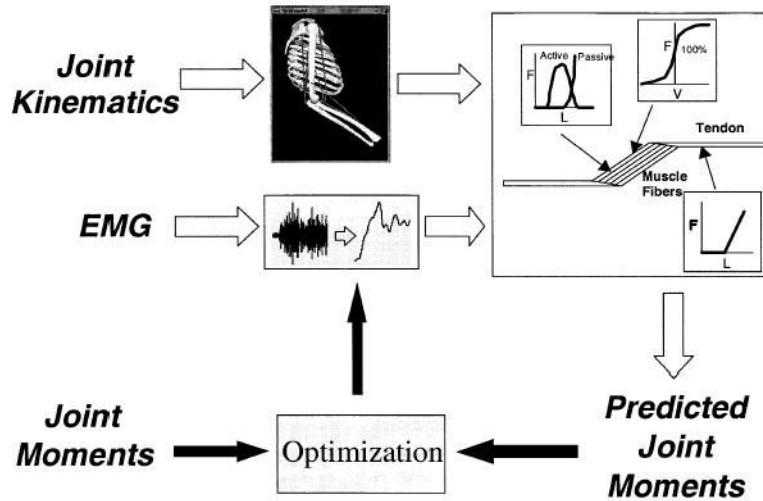 Joint
Kinematics
EMG
Active
Passive
F
L
F
100%
V
Tendon
Muscle
Fibers
F
L
Joint
Moments
Optimization
Predicted
Joint
Moments